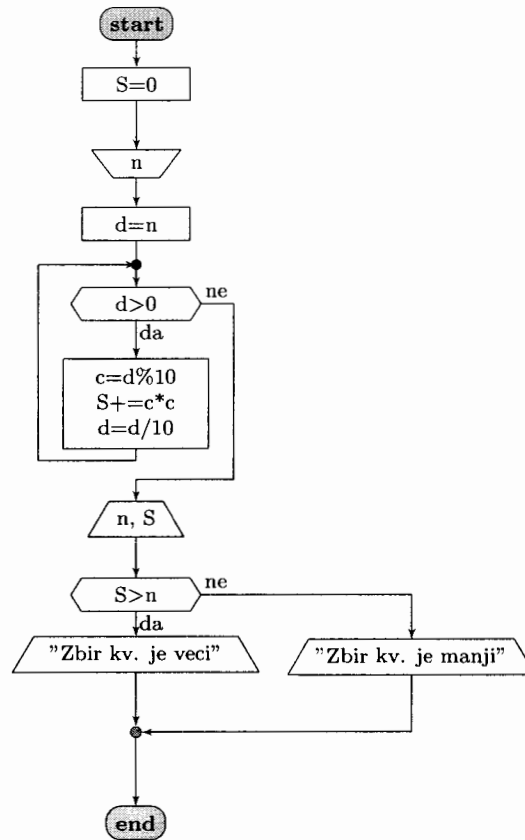 start
S=0
n
d=n
d>0
ne
da
c=d%10
S+=c*c
d=d/10
n, S
S>n
ne
da
"Zbir kv. je veci"
"Zbir kv. je manji"
end